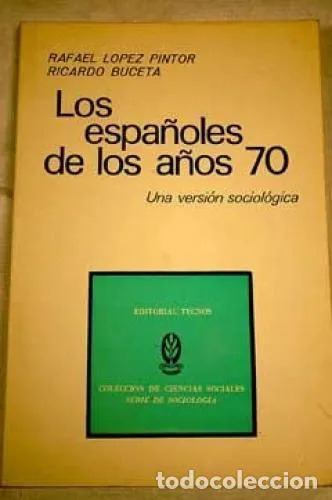 RAFAEL LOPEZ PINTOR
RICARDO BUCETA
Los
españoles
de los años 70
Una versión sociológica
EDITORIAL TECNOS
COLECCION DE CIENCIAS SOCIALES
SERIE DE SOCIOLOGIA
todocoleccion.net